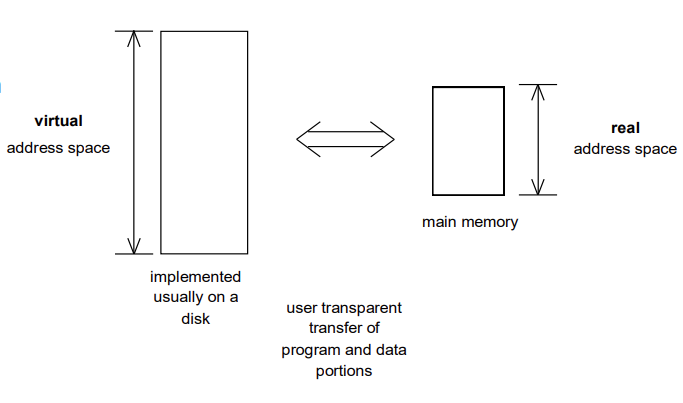 virtual
address space
real
address space
main memory
implemented
usually on a
disk
user transparent
transfer of
program and data
portions